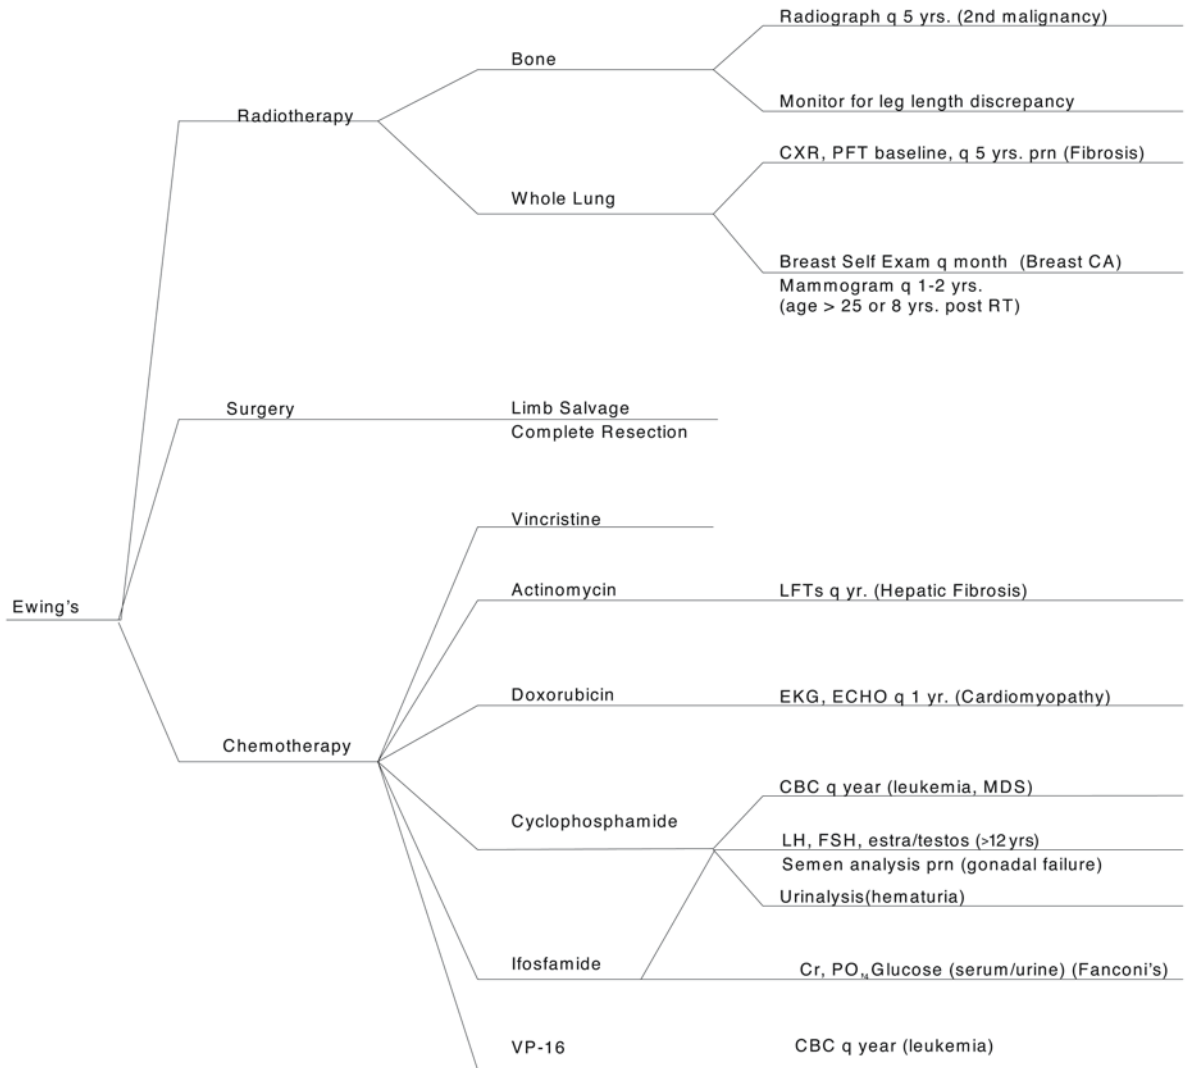 Radiograph q 5 yrs. (2nd malignancy)
Bone
Monitor for leg length discrepancy
Radiotherapy
CXR, PFT baseline, q 5 yrs. prn (Fibrosis)
Whole Lung
Breast Self Exam q month (Breast CA)
Mammogram q 1-2 yrs.
(age > 25 or 8 yrs. post RT)
Surgery
Limb Salvage
Complete Resection
Vincristine
Ewing's
Actinomycin
LFTs q yr. (Hepatic Fibrosis)
Doxorubicin
EKG, ECHO q 1 yr. (Cardiomyopathy)
Chemotherapy
CBC q year (leukemia, MDS)
Cyclophosphamide
LH, FSH, estra/testos (>12 yrs)
Semen analysis prn (gonadal failure)
Urinalysis(hematuria)
Ifosfamide
Cr, PO Glucose (serum/urine) (Fanconi's)
VP-16
CBC q year (leukemia)